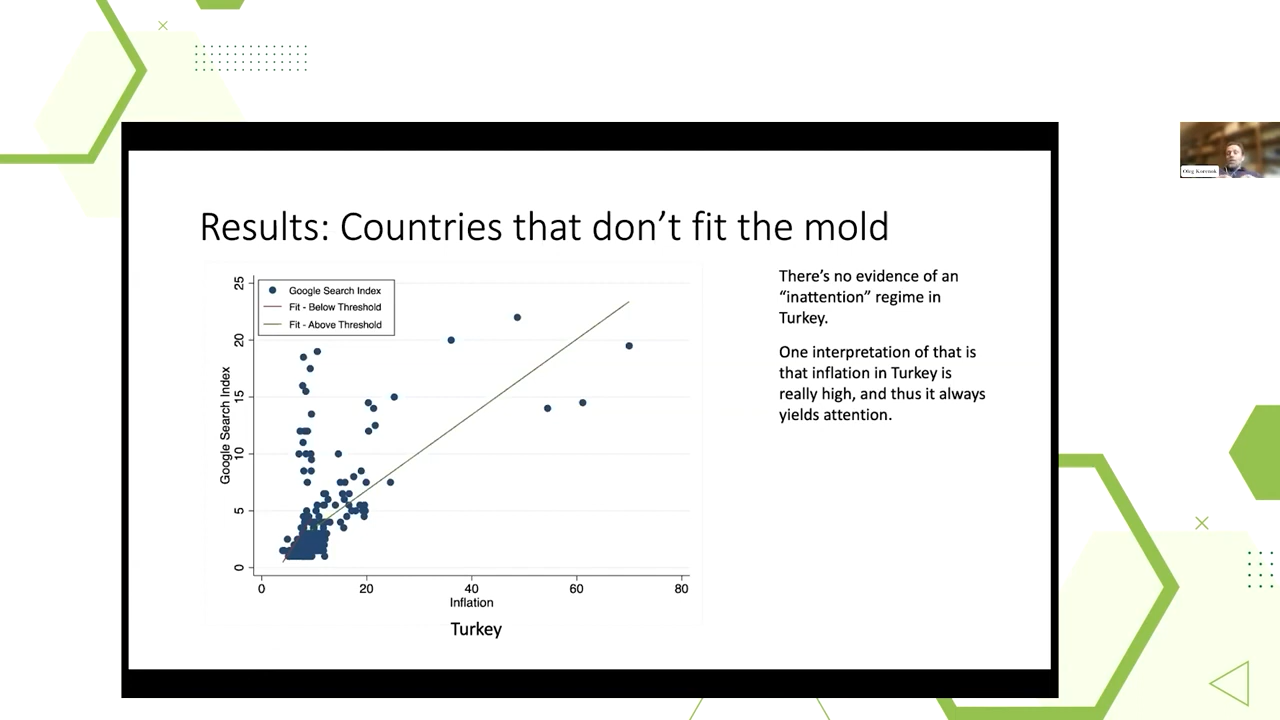 Results: Countries that don't fit the mold
Google Search Index
Fit - Below Threshold
Fit - Above Threshold
Google Search Index
25
20
15
10
5
0
0 20 40 60 80
Inflation
Turkey
There's no evidence of an
“inattention” regime in
Turkey.
One interpretation of that is
that inflation in Turkey is
really high, and thus it always
yields attention.
Oleg Korenok